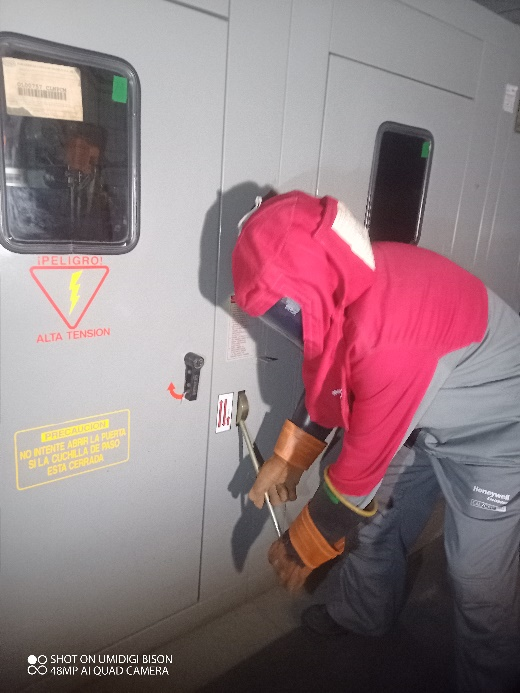 ¡PELIGRO!
ALTA TENSION
PRECAUCION
NO INTENTE ABRIR LA PUERTA
SI LA CUCHILLA DE PASO
ESTA CERRADA
Honeywell
SHOT ON UMIDIGI BISON
48MP AI QUAD CAMERA